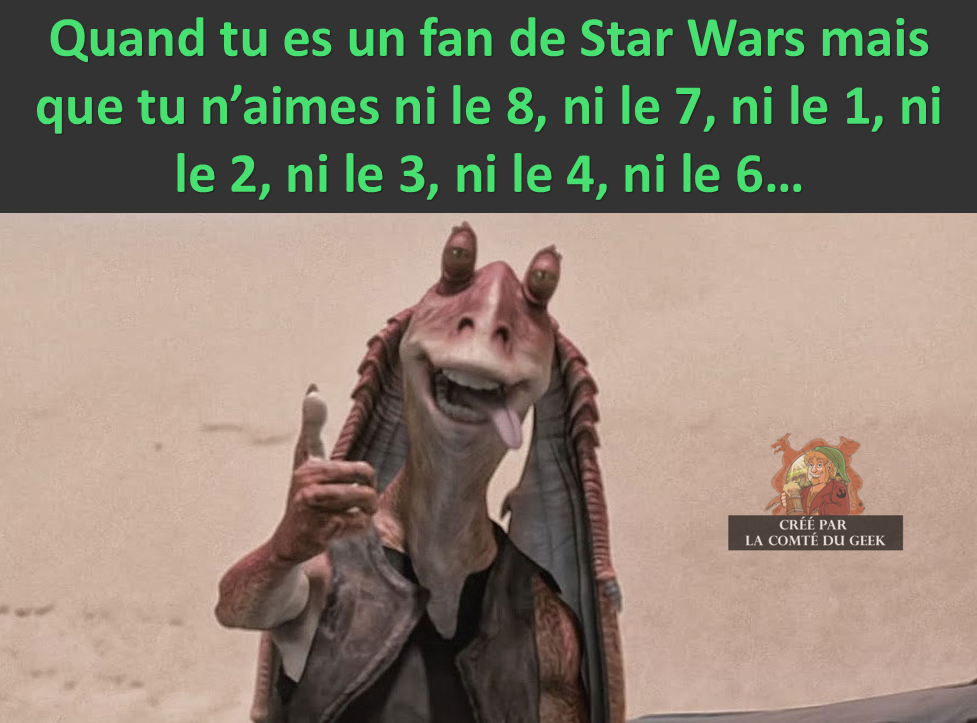 Quand tu es un fan de Star Wars mais
que tu n’aimes ni le 8, ni le 7, ni le 1, ni
le 2, ni le 3, ni le 4, ni le 6...
CRÉÉ PAR
LA COMTÉ DU GEEK